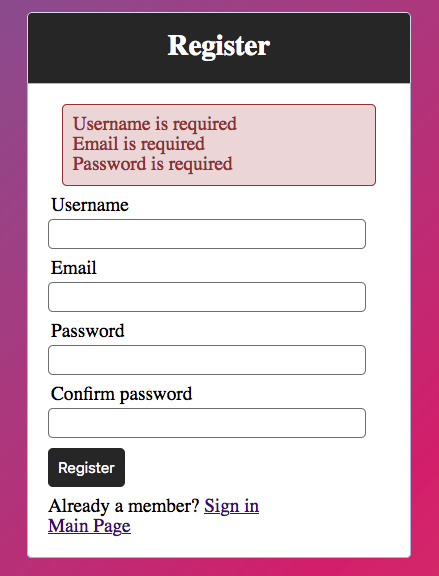 Register
Username is required
Email is required
Password is required
Username
Email
Password
Confirm password
Register
Already a member? Sign in
Main Page